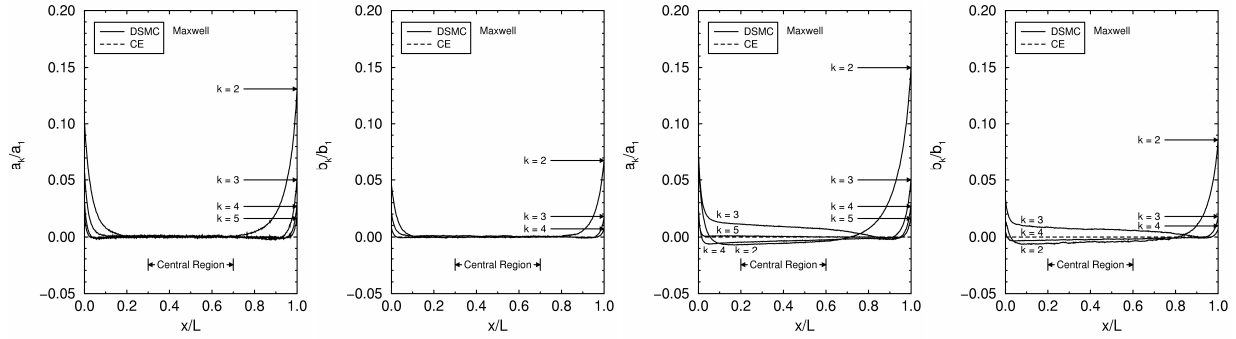 0.20
0.15
0.10
0.05
0.00
−0.05
0.0 0.2 0.4 0.6 0.8 1.0
x/L
a_k/a_1
DSMC
CE
Maxwell
k = 2
k = 3
k = 4
k = 5
Central Region
0.20
0.15
0.10
0.05
0.00
−0.05
0.0 0.2 0.4 0.6 0.8 1.0
x/L
b_k/b_1
DSMC
CE
Maxwell
k = 2
k = 3
k = 4
Central Region
0.20
0.15
0.10
0.05
0.00
−0.05
0.0 0.2 0.4 0.6 0.8 1.0
x/L
a_k/a_1
DSMC
CE
Maxwell
k = 2
k = 3
k = 4
k = 5
k = 3
k = 5
k = 4 k = 2
Central Region
0.20
0.15
0.10
0.05
0.00
−0.05
0.0 0.2 0.4 0.6 0.8 1.0
x/L
b_k/b_1
DSMC
CE
Maxwell
k = 2
k = 3
k = 4
k = 3
k = 4
k = 2
Central Region